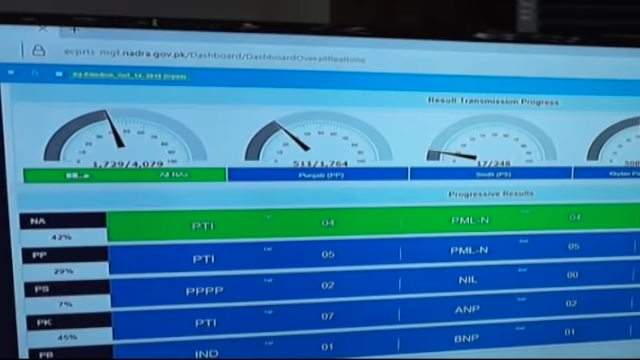 ecprts mgt.nadra.gov.pk/Dashboard/DashboardOverallRealtime
Result Transmission Progress
1,729/4,079
511/1,764
17/248
All NAs
Punjab (PP)
Sindh (PS)
Progressive Results
NA PTI 04 PML-N 04
42%
PP PTI 05 PML-N 05
29%
PS PPPP 02 NIL 00
7%
PK PTI 07 ANP 02
45%
PB IND 01 BNP 01